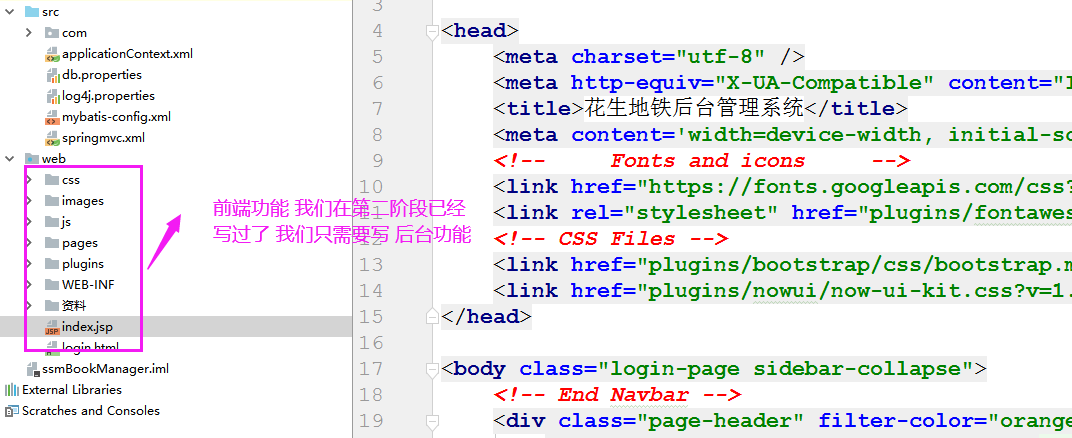 src
com
applicationContext.xml
db.properties
log4j.properties
mybatis-config.xml
springmvc.xml
web
css
images
js
pages
plugins
WEB-INF
资料
index.jsp
login.html
ssmBookManager.iml
External Libraries
Scratches and Consoles
前端功能 我们在第二阶段已经
写过了 我们只需要写 后台功能
3
4 <head>
5 <meta charset="utf-8" />
6 <meta http-equiv="X-UA-Compatible" content="
7 <title>花生地铁后台管理系统</title>
8 <meta content='width=device-width, initial-sc
9 <!-- Fonts and icons -->
10 <link href="https://fonts.googleapis.com/css?
11 <link rel="stylesheet" href="plugins/fontawes
12 <!-- CSS Files -->
13 <link href="plugins/bootstrap/css/bootstrap.m
14 <link href="plugins/nowui/now-ui-kit.css?v=1.
15 </head>
16
17 <body class="login-page sidebar-collapse">
18 <!-- End Navbar -->
19 <div class="page-header" filter-color="orange